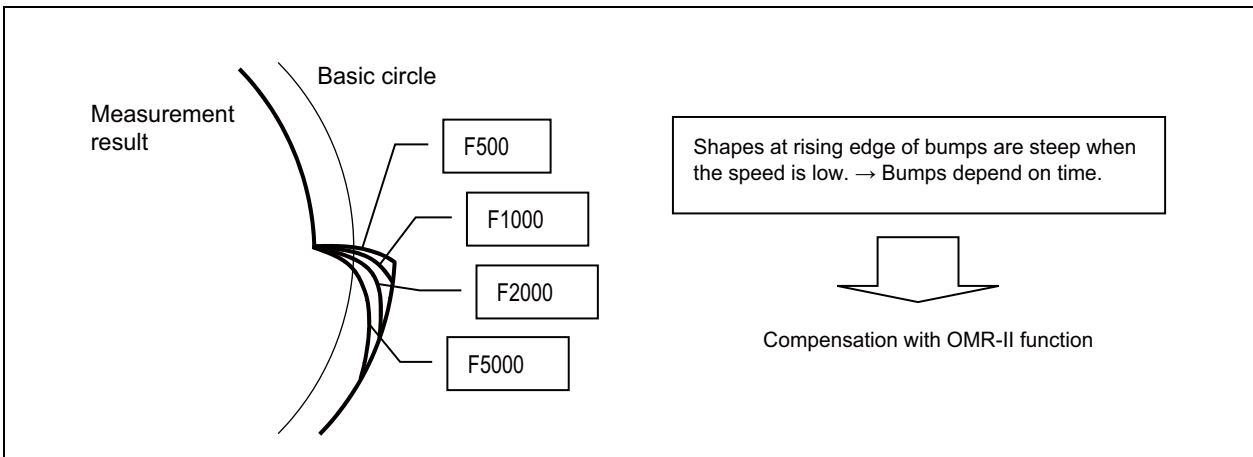 Basic circle
Measurement
result
F500
F1000
F2000
F5000
Shapes at rising edge of bumps are steep when
the speed is low. → Bumps depend on time.
Compensation with OMR-II function